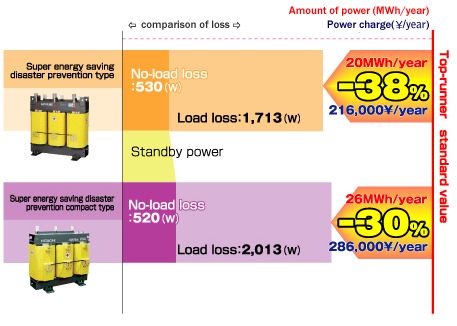 Amount of power (MWh/year)
⇦ comparison of loss ⇨
Power charge(¥/year)
Super energy saving
disaster prevention type
No-load loss
:530(W)
Load loss:1,713(W)
20MWh/year
−38%
216,000¥/year
Standby power
Super energy saving disaster
prevention compact type
No-load loss
:520(W)
Load loss:2,013(W)
26MWh/year
−30%
286,000¥/year
Top-runner standard value